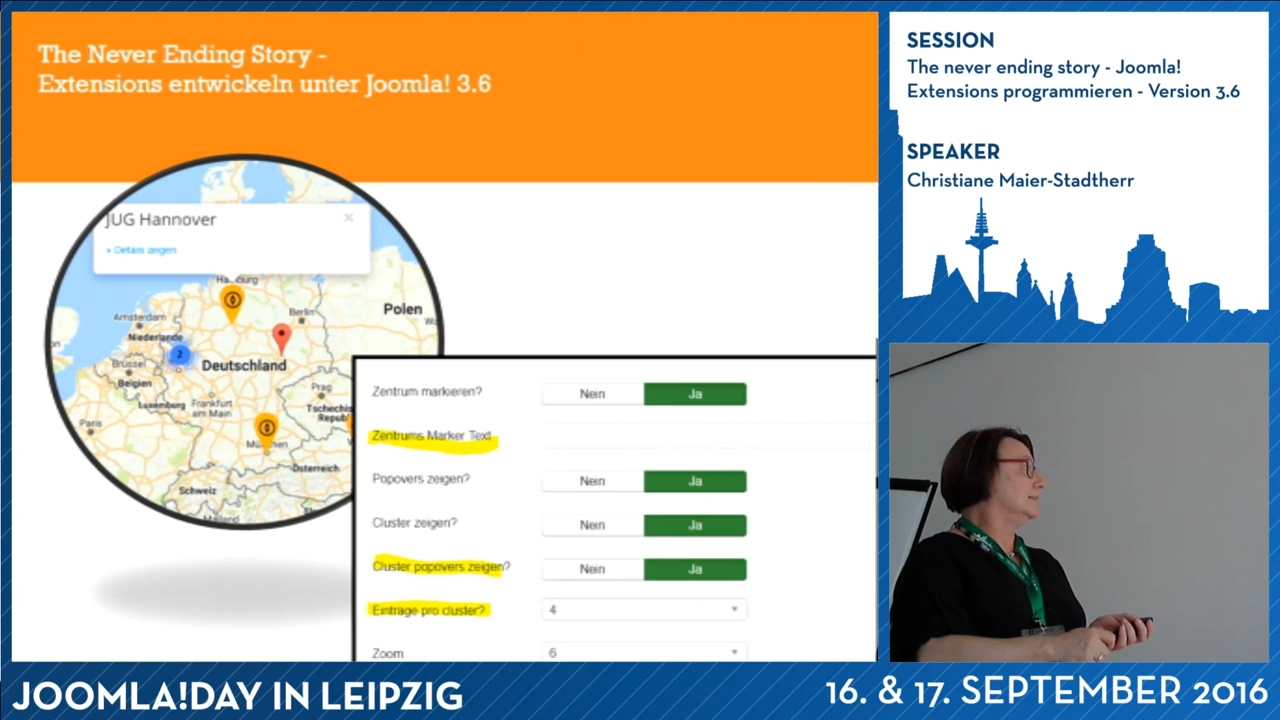 The Never Ending Story -
Extensions entwickeln unter Joomla! 3.6
JUG Hannover
» Details zeigen
Hamburg
Berlin
Polen
Amsterdam
Niederlande
2
Brüssel
Belgien
Deutschland
Prag
Luxemburg
Frankfurt
am Main
Tschechis
Republ
Paris
München
Österreich
Schweiz
Mailand
Zentrum markieren?
Nein
Ja
Zentrums Marker Text
Popovers zeigen?
Nein
Ja
Cluster zeigen?
Nein
Ja
Cluster popovers zeigen?
Nein
Ja
Einträge pro cluster?
4
Zoom
6
SESSION
The never ending story - Joomla!
Extensions programmieren - Version 3.6
SPEAKER
Christiane Maier-Stadtherr
JOOMLA!DAY IN LEIPZIG
16. & 17. SEPTEMBER 2016